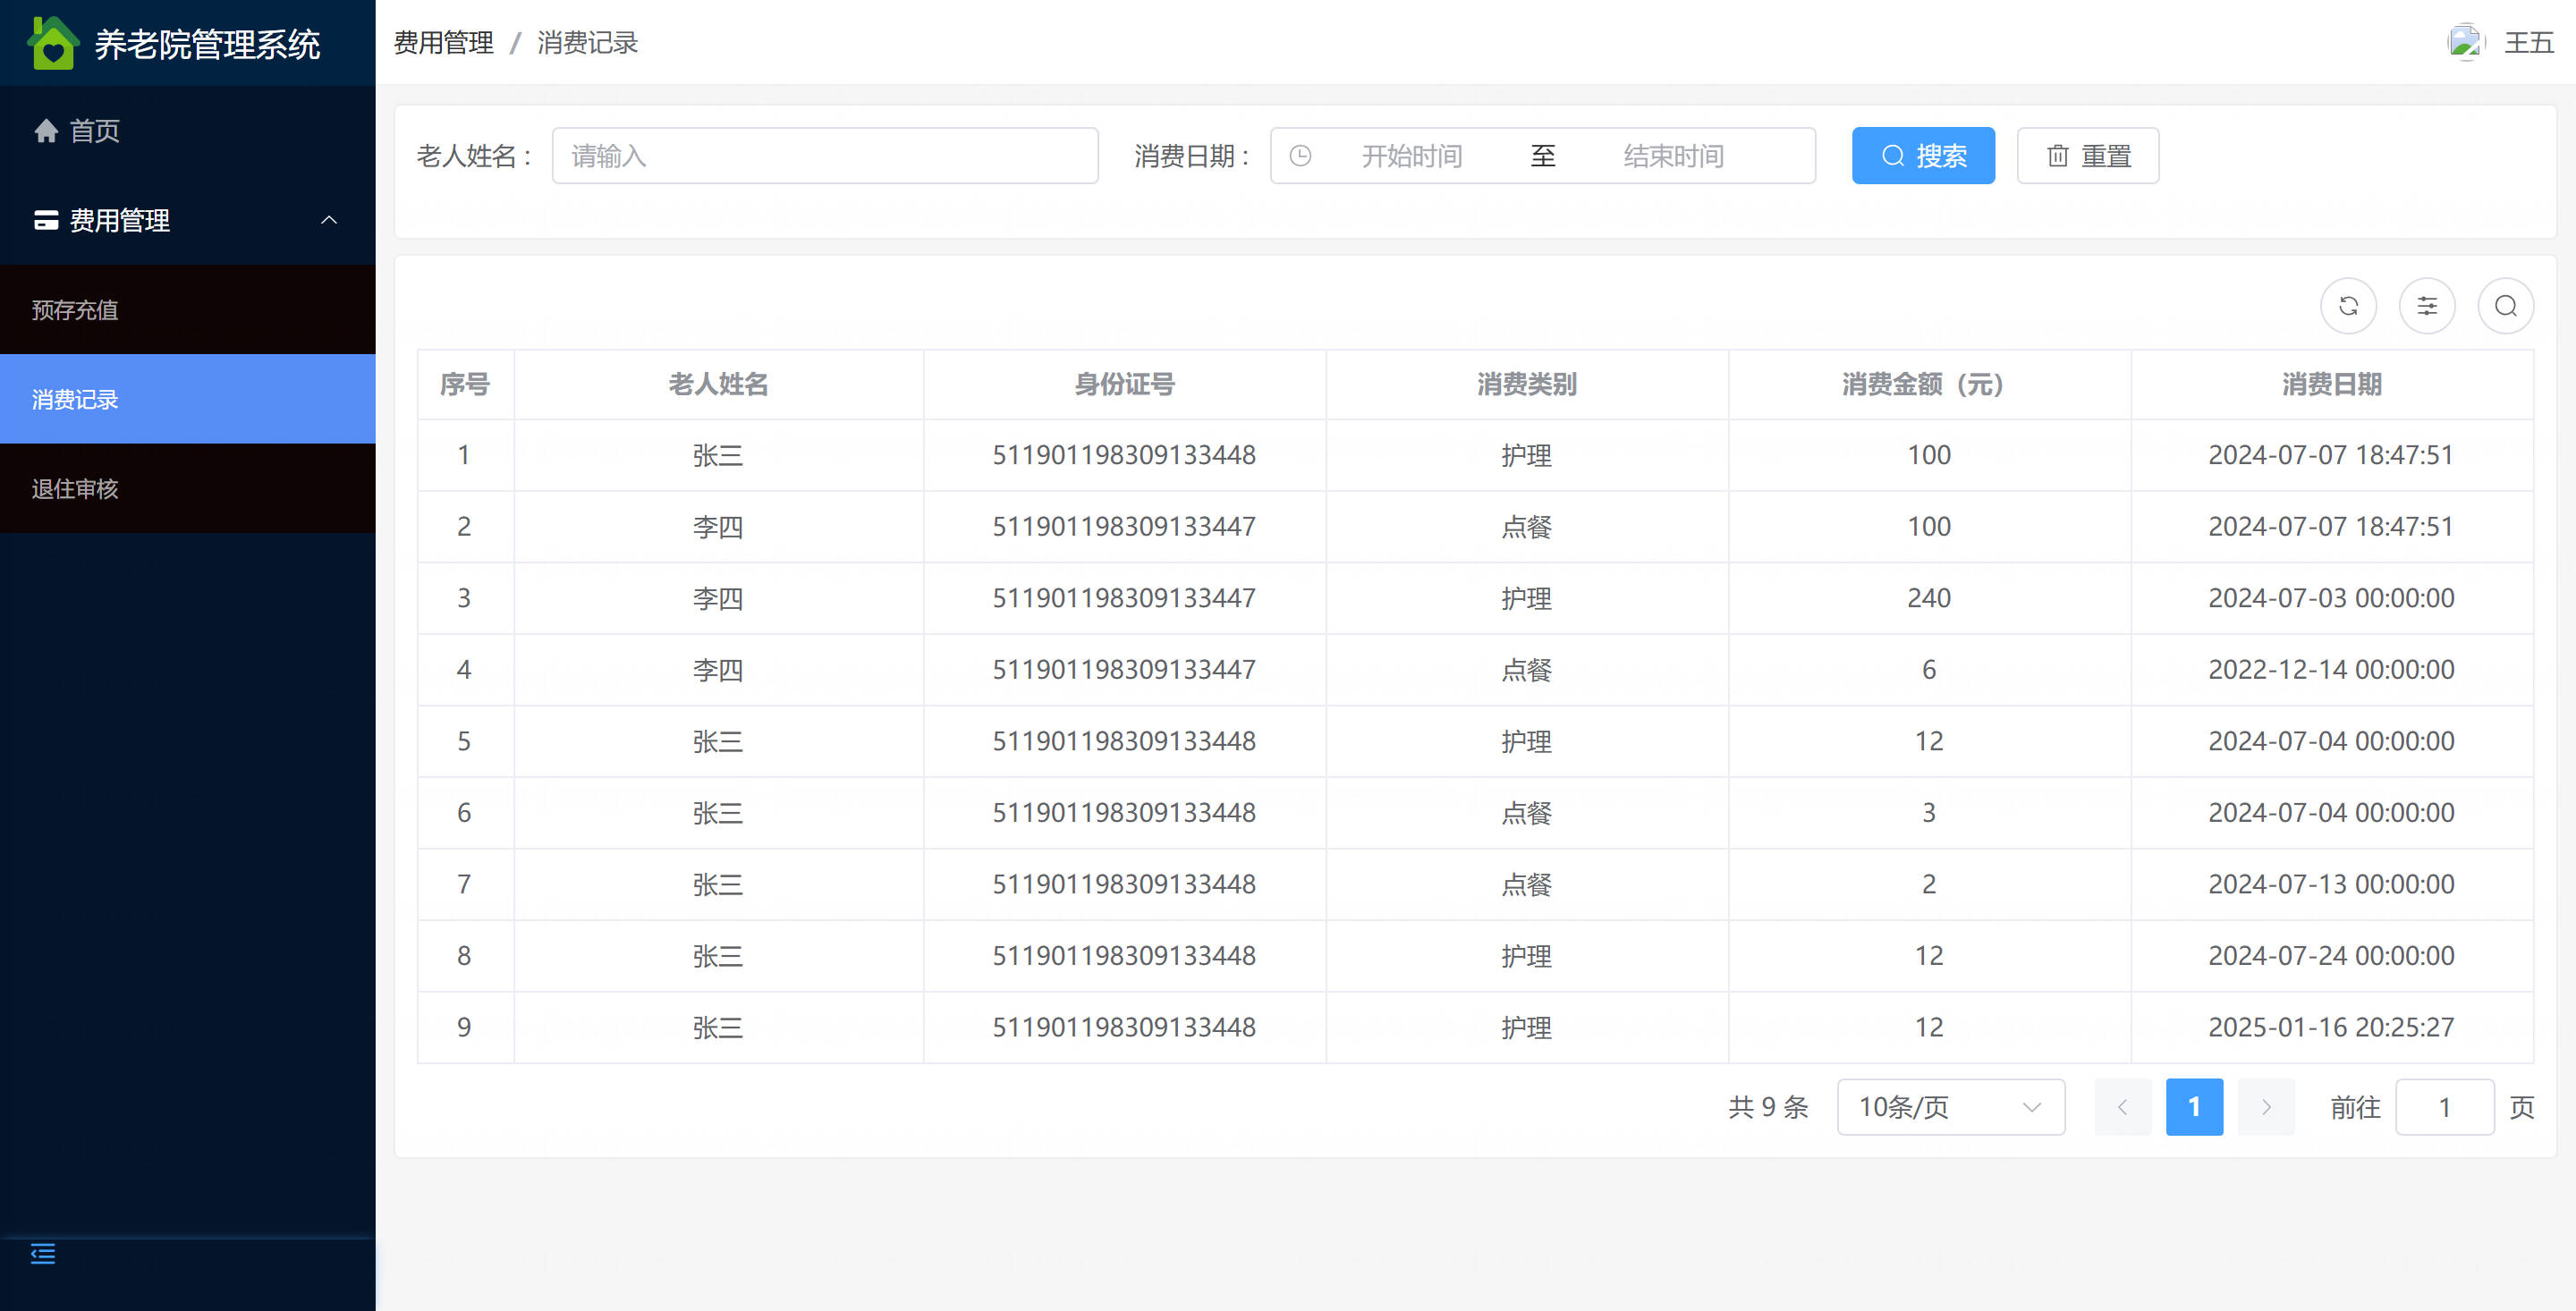 养老院管理系统
费用管理 / 消费记录
王五
首页
费用管理
预存充值
消费记录
退住审核
老人姓名： 请输入 消费日期： 开始时间 至 结束时间 搜索 重置
序号 老人姓名 身份证号 消费类别 消费金额（元） 消费日期
1 张三 511901198309133448 护理 100 2024-07-07 18:47:51
2 李四 511901198309133447 点餐 100 2024-07-07 18:47:51
3 李四 511901198309133447 护理 240 2024-07-03 00:00:00
4 李四 511901198309133447 点餐 6 2022-12-14 00:00:00
5 张三 511901198309133448 护理 12 2024-07-04 00:00:00
6 张三 511901198309133448 点餐 3 2024-07-04 00:00:00
7 张三 511901198309133448 点餐 2 2024-07-13 00:00:00
8 张三 511901198309133448 护理 12 2024-07-24 00:00:00
9 张三 511901198309133448 护理 12 2025-01-16 20:25:27
共 9 条 10条/页 1 前往 1 页